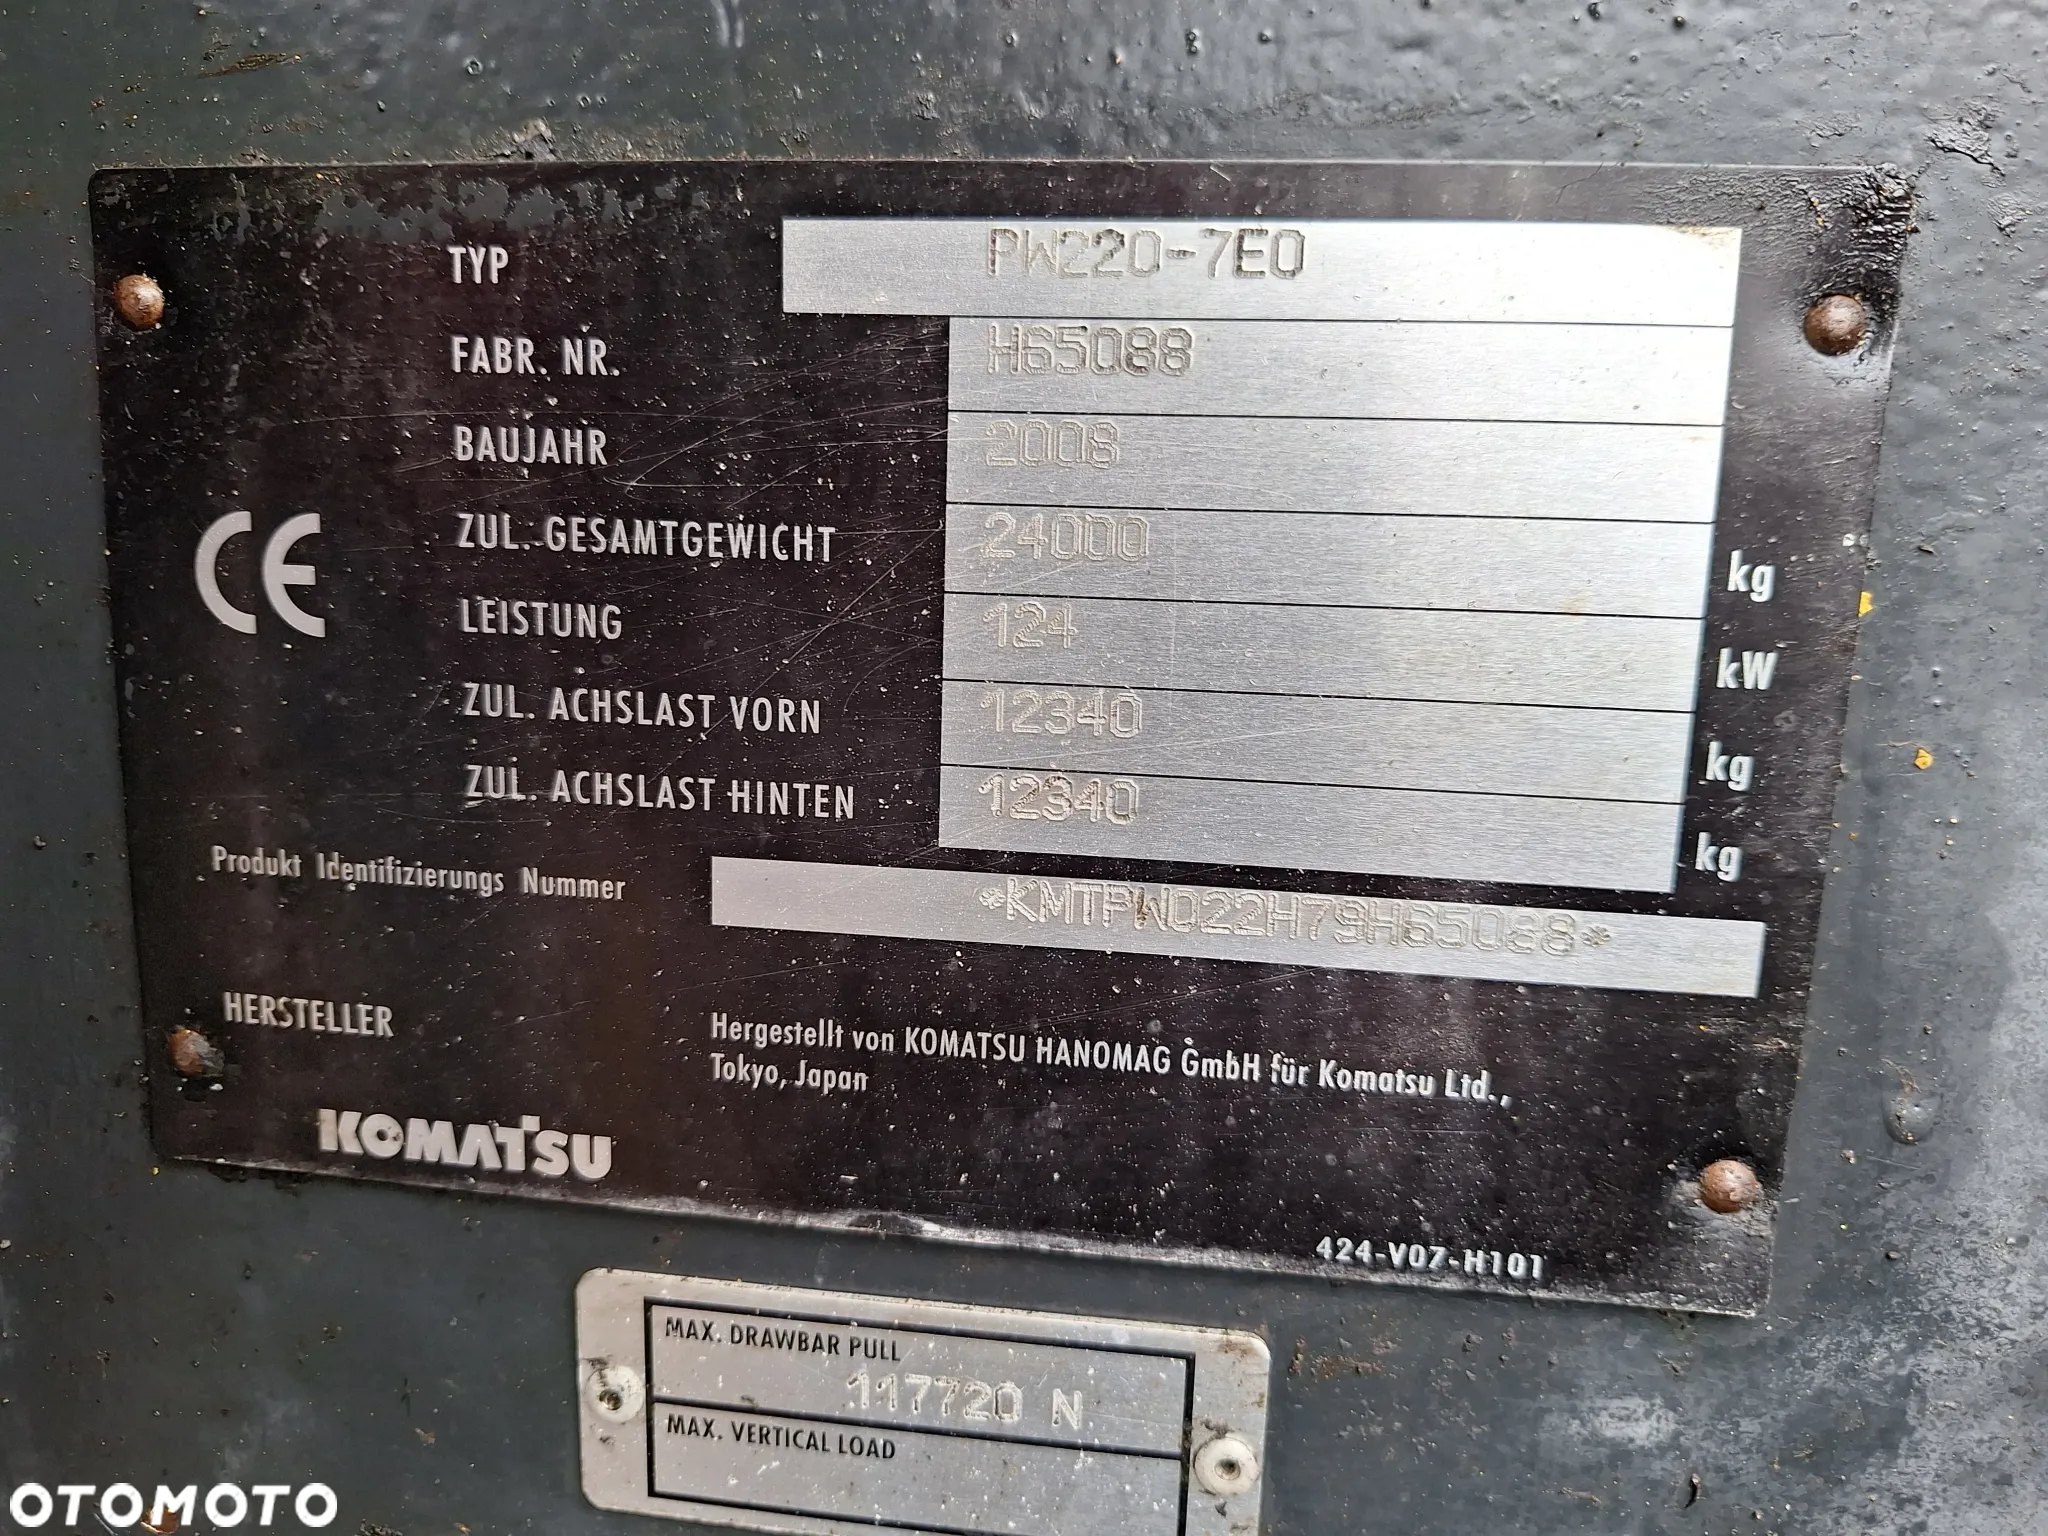 TYP PW220-7E0
FABR. NR. H65088
BAUJAHR 2008
ZUL. GESAMTGEWICHT 24000 kg
CE
LEISTUNG 124 kW
ZUL. ACHSLAST VORN 12340 kg
ZUL. ACHSLAST HINTEN 12340 kg
Produkt Identifizierungs Nummer *KMTPW022H79H65088*
HERSTELLER Hergestellt von KOMATSU HANOMAG GmbH für Komatsu Ltd.,
Tokyo, Japan
KOMATSU
424-V07-H101
MAX. DRAWBAR PULL
117720 N
MAX. VERTICAL LOAD
OTOMOTO